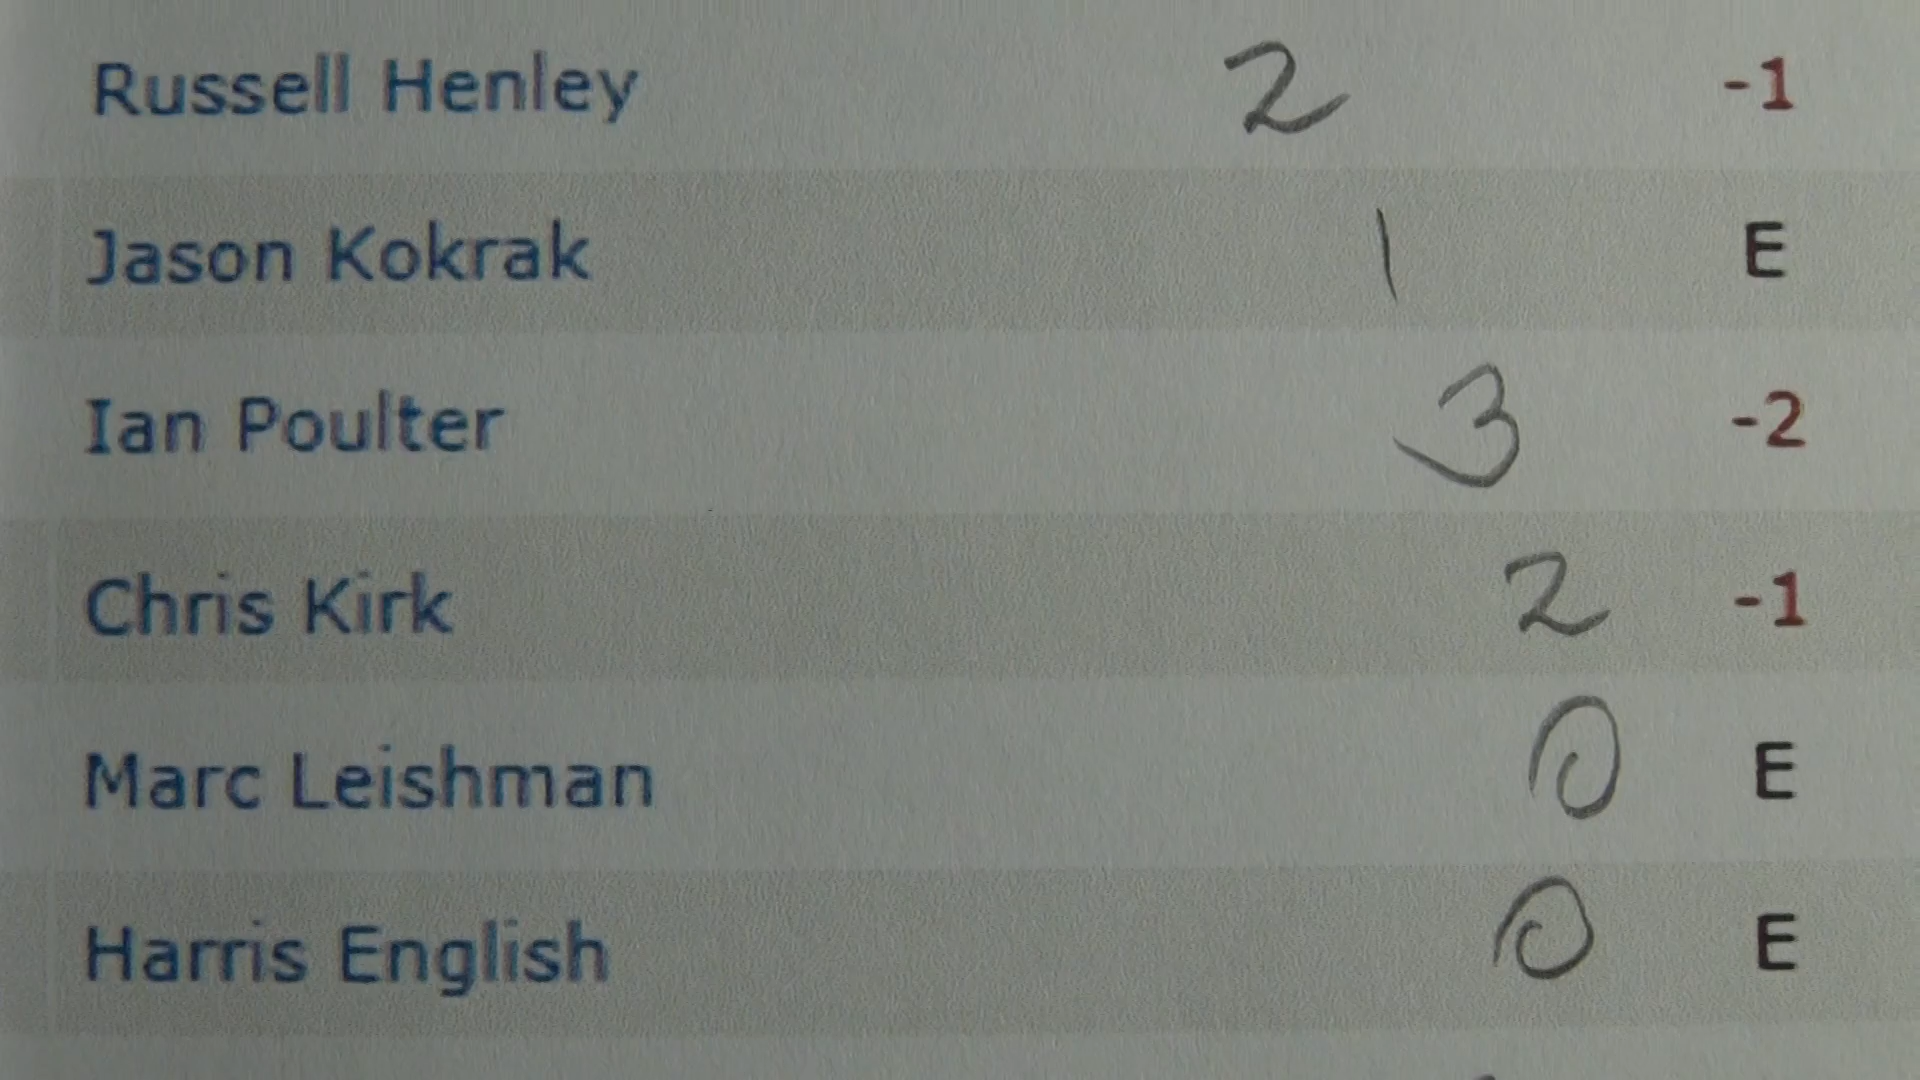 Russell Henley 2 -1
Jason Kokrak 1 E
Ian Poulter 3 -2
Chris Kirk 2 -1
Marc Leishman 0 E
Harris English 0 E